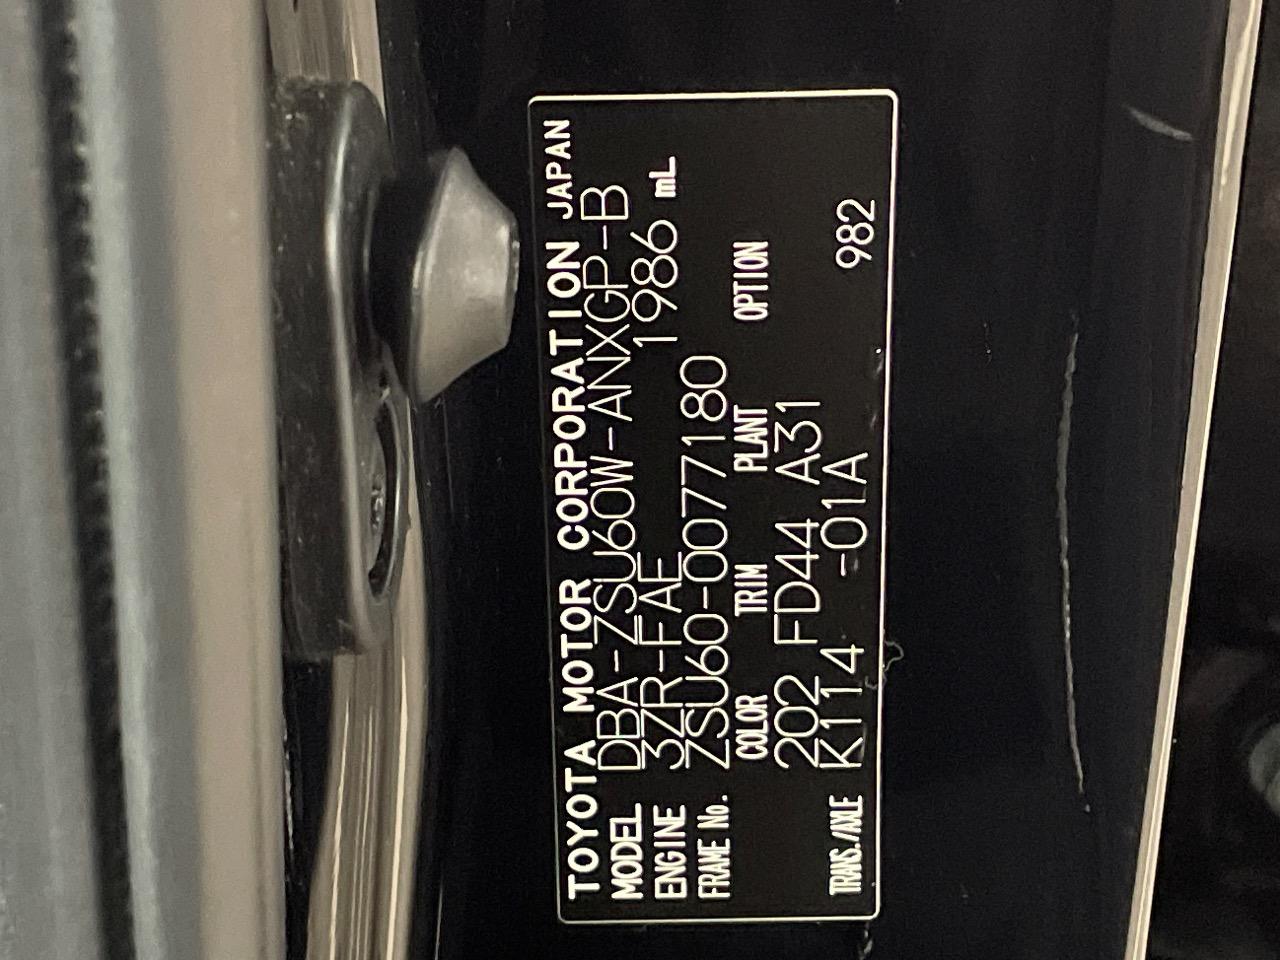 TOYOTA MOTOR CORPORATION JAPAN
MODEL DBA-ZSU60W-ANXGP-B
ENGINE 3ZR-FAE 1986 mL
FRAME No. ZSU60-0077180
COLOR TRIM PLANT OPTION
202 FD44 A31
TRANS./AXLE K114 -01A 982